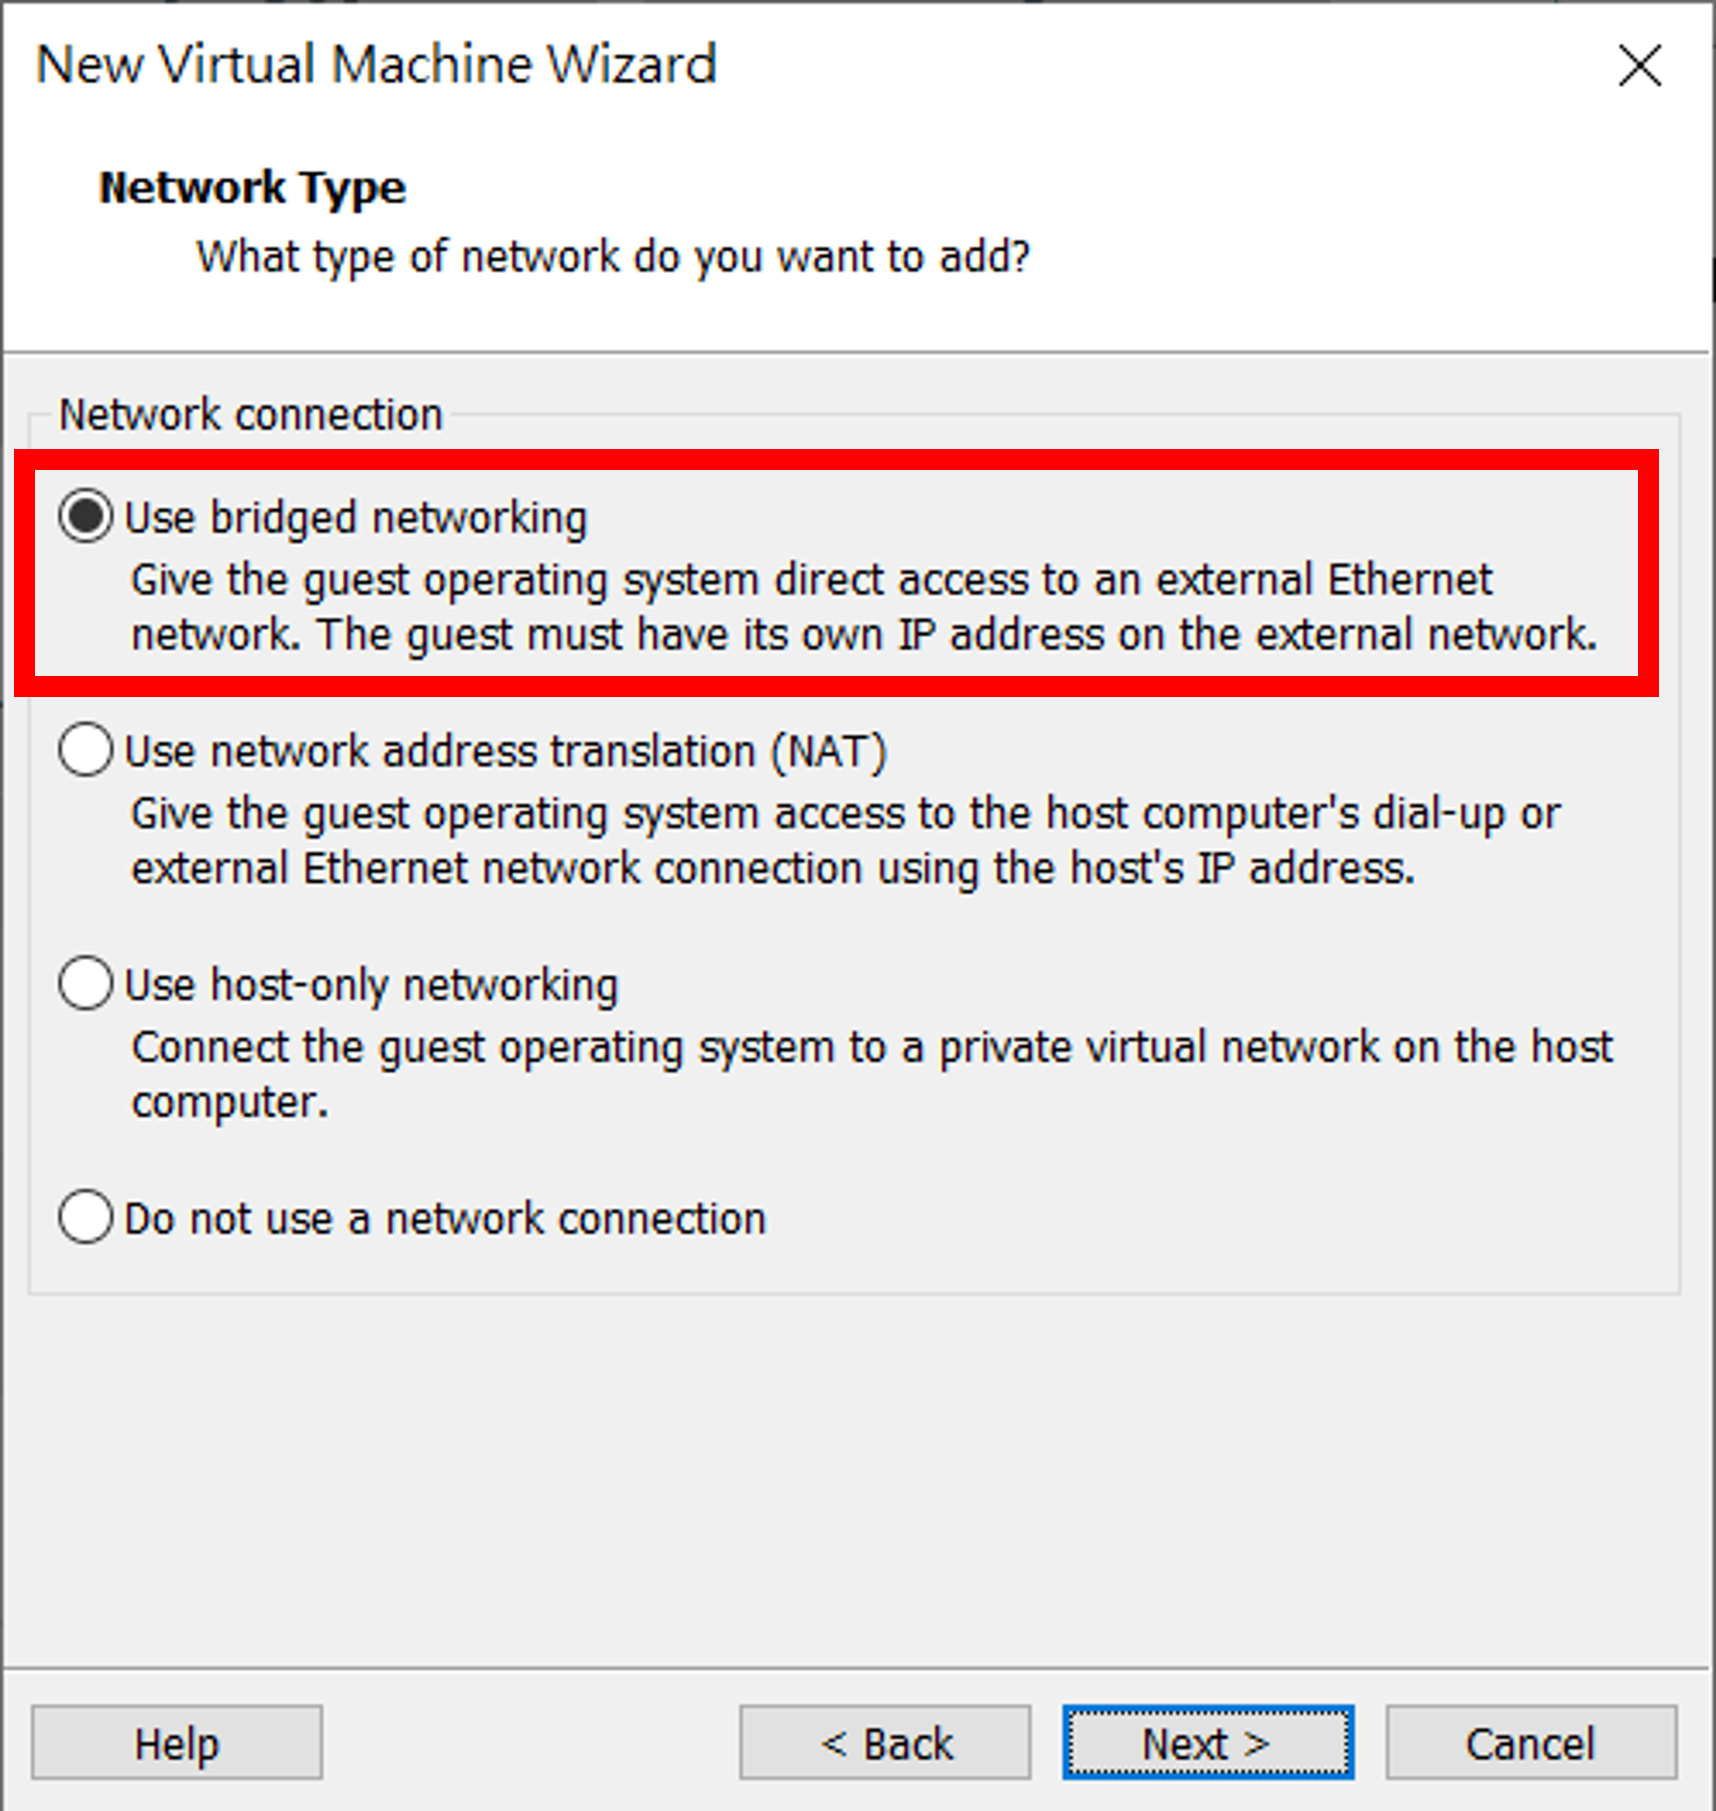 New Virtual Machine Wizard
Network Type
What type of network do you want to add?
Network connection
Use bridged networking
Give the guest operating system direct access to an external Ethernet
network. The guest must have its own IP address on the external network.
Use network address translation (NAT)
Give the guest operating system access to the host computer's dial-up or
external Ethernet network connection using the host's IP address.
Use host-only networking
Connect the guest operating system to a private virtual network on the host
computer.
Do not use a network connection
Help
< Back
Next >
Cancel